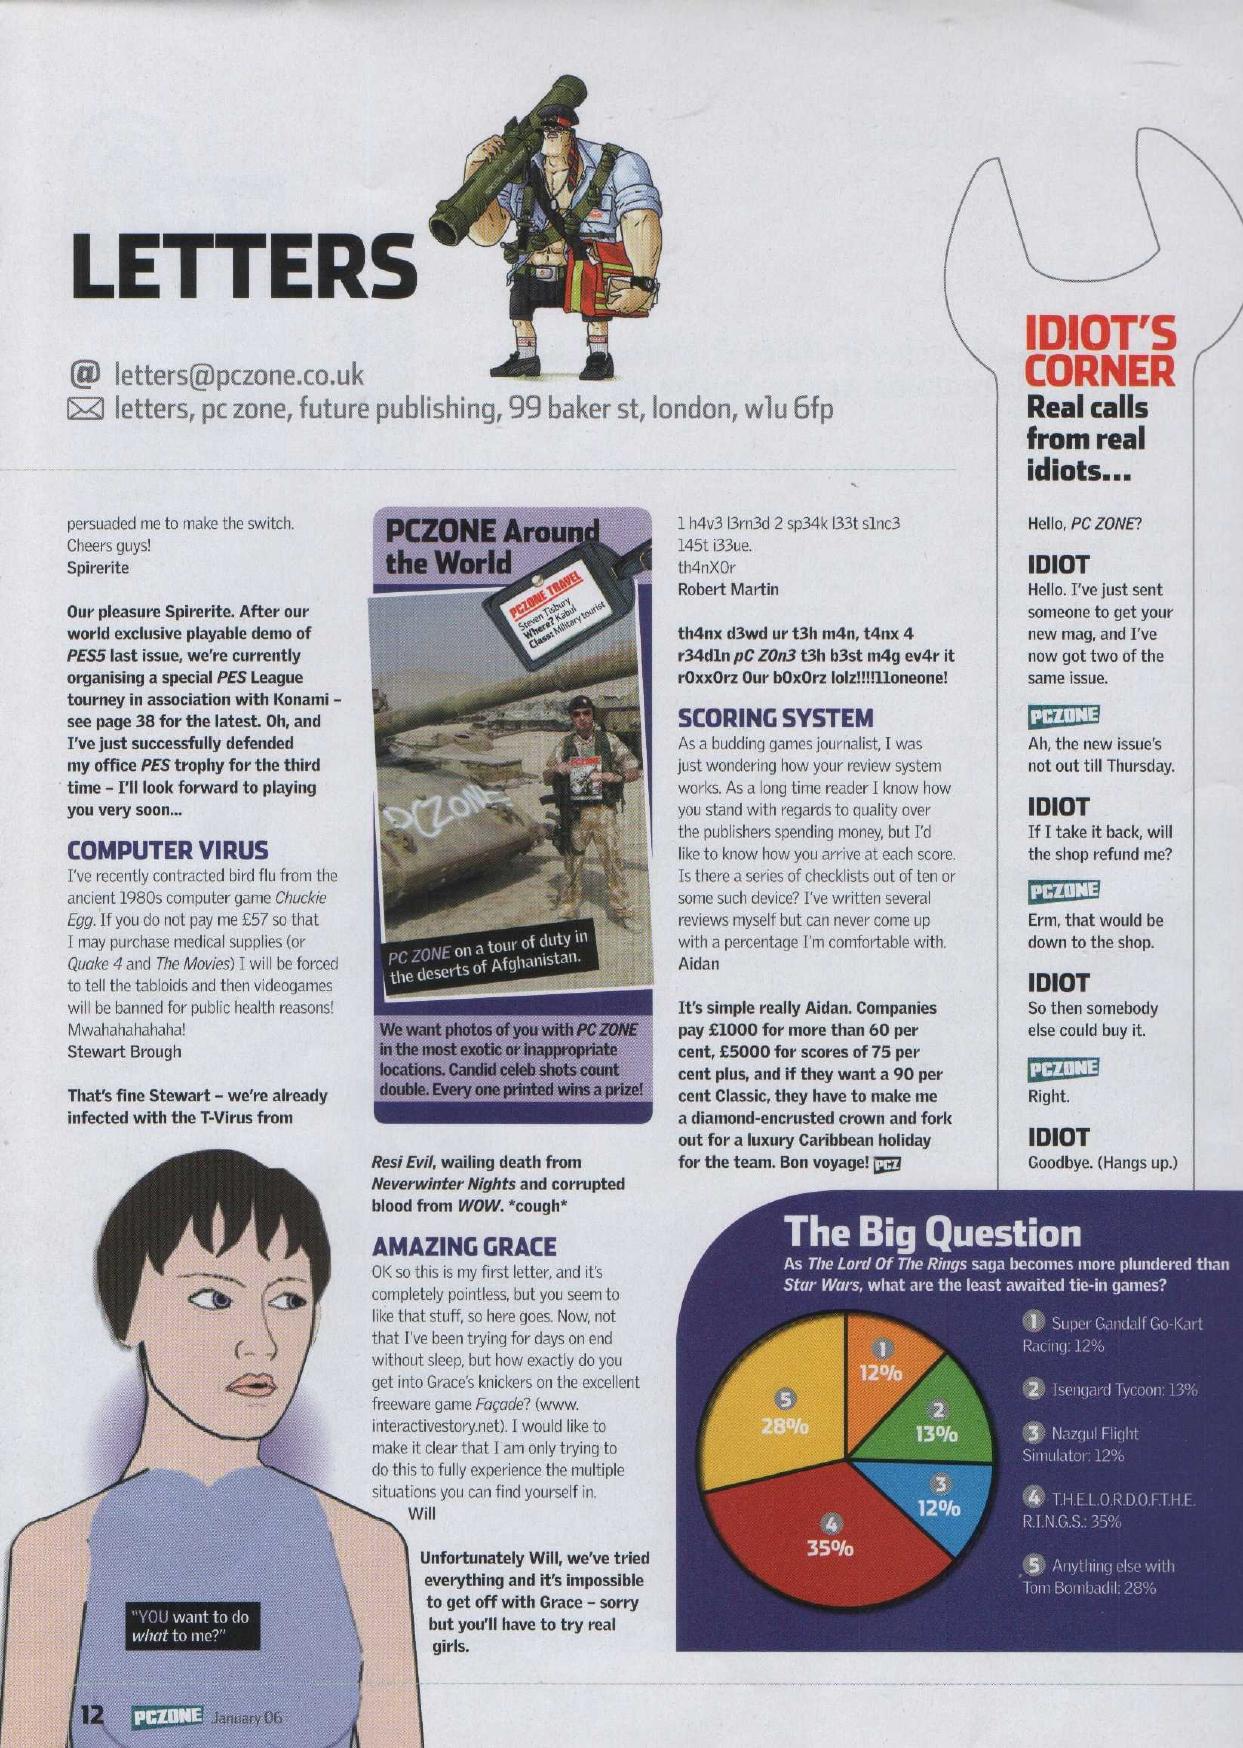 LETTERS
@ letters@pczone.co.uk
letters, pc zone, future publishing, 99 baker st, london, w1u 6fp
persuaded me to make the switch.
Cheers guys!
Spirerite
Our pleasure Spirerite. After our
world exclusive playable demo of
PES5 last issue, we're currently
organising a special PES League
tourney in association with Konami –
see page 38 for the latest. Oh, and
I've just successfully defended
my office PES trophy for the third
time – I'll look forward to playing
you very soon...
COMPUTER VIRUS
I've recently contracted bird flu from the
ancient 1980s computer game Chuckie
Egg. If you do not pay me £57 so that
I may purchase medical supplies (or
Quake 4 and The Movies) I will be forced
to tell the tabloids and then videogames
will be banned for public health reasons!
Mwahahahahaha!
Stewart Brough
That's fine Stewart – we're already
infected with the T-Virus from
"YOU want to do
what to me?"
PCZONE Around
the World
PCZONE TRAVEL
Steven Tisbury
Where? Kabul
Class: Military tourist
PCZONE
PC ZONE on a tour of duty in
the deserts of Afghanistan.
We want photos of you with PC ZONE
in the most exotic or inappropriate
locations. Candid celeb shots count
double. Every one printed wins a prize!
Resi Evil, wailing death from
Neverwinter Nights and corrupted
blood from WOW. *cough*
AMAZING GRACE
OK so this is my first letter, and it's
completely pointless, but you seem to
like that stuff, so here goes. Now, not
that I've been trying for days on end
without sleep, but how exactly do you
get into Grace's knickers on the excellent
freeware game Façade? (www.
interactivestory.net). I would like to
make it clear that I am only trying to
do this to fully experience the multiple
situations you can find yourself in.
Will
Unfortunately Will, we've tried
everything and it's impossible
to get off with Grace – sorry
but you'll have to try real
girls.
1 h4v3 l3rn3d 2 sp34k l33t s1nc3
145t i33ue.
th4nX0r
Robert Martin
th4nx d3wd ur t3h m4n, t4nx 4
r34d1n pC ZOn3 t3h b3st m4g ev4r it
r0xx0rz 0ur b0x0rz lolz!!!!11oneone!
SCORING SYSTEM
As a budding games journalist, I was
just wondering how your review system
works. As a long time reader I know how
you stand with regards to quality over
the publishers spending money, but I'd
like to know how you arrive at each score.
Is there a series of checklists out of ten or
some such device? I've written several
reviews myself but can never come up
with a percentage I'm comfortable with.
Aidan
It's simple really Aidan. Companies
pay £1000 for more than 60 per
cent, £5000 for scores of 75 per
cent plus, and if they want a 90 per
cent Classic, they have to make me
a diamond-encrusted crown and fork
out for a luxury Caribbean holiday
for the team. Bon voyage! PCZ
IDIOT'S
CORNER
Real calls
from real
idiots...
Hello, PC ZONE?
IDIOT
Hello. I've just sent
someone to get your
new mag, and I've
now got two of the
same issue.
PCZONE
Ah, the new issue's
not out till Thursday.
IDIOT
If I take it back, will
the shop refund me?
PCZONE
Erm, that would be
down to the shop.
IDIOT
So then somebody
else could buy it.
PCZONE
Right.
IDIOT
Goodbye. (Hangs up.)
The Big Question
As The Lord Of The Rings saga becomes more plundered than
Star Wars, what are the least awaited tie-in games?
1
12%
2
13%
3
12%
4
35%
5
28%
1 Super Gandalf Go-Kart
Racing: 12%
2 Isengard Tycoon: 13%
3 Nazgul Flight
Simulator: 12%
4 T.H.E.L.O.R.D.O.F.T.H.E.
R.I.N.G.S.: 35%
5 Anything else with
Tom Bombadil: 28%
12 PCZONE January 06